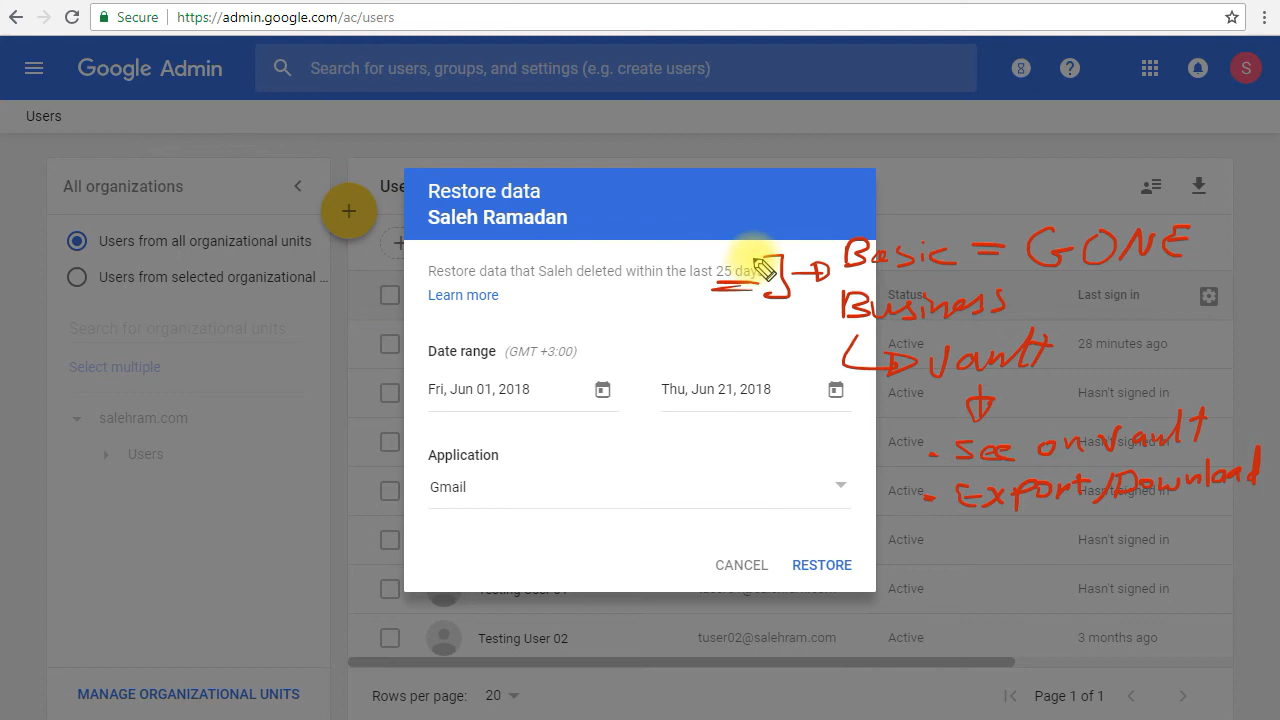 Secure https://admin.google.com/ac/users
Google Admin
Search for users, groups, and settings (e.g. create users)
S
Users
All organizations
Users from all organizational units
Users from selected organizational ...
Search for organizational units
Select multiple
salehram.com
Users
MANAGE ORGANIZATIONAL UNITS
Use
Restore data
Saleh Ramadan
Restore data that Saleh deleted within the last 25 day
Learn more
Date range (GMT +3:00)
Fri, Jun 01, 2018 Thu, Jun 21, 2018
Application
Gmail
CANCEL RESTORE
Basic = GONE
Business
Vault
- See on vault
- Export/Download
Status Last sign in
Active 28 minutes ago
Active Hasn't signed in
Active Hasn't signed in
Active Hasn't signed in
Active Hasn't signed in
Active Hasn't signed in
Testing User 02 tuser02@salehram.com Active 3 months ago
Rows per page: 20 Page 1 of 1